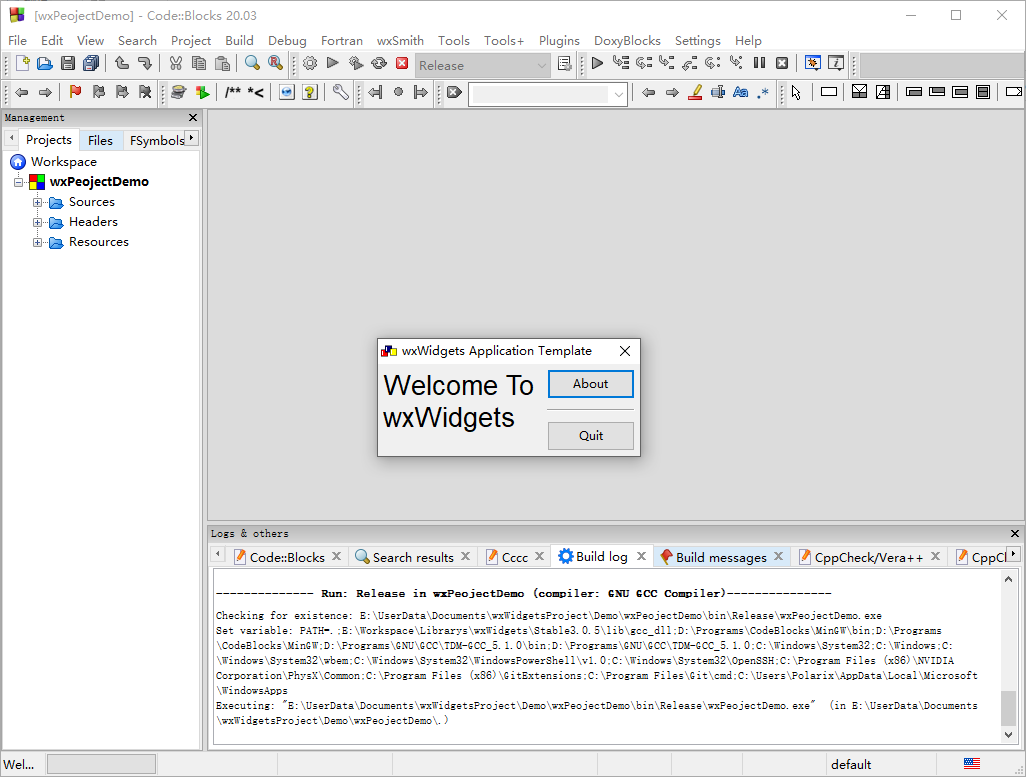 [wxPeojectDemo] - Code::Blocks 20.03
File Edit View Search Project Build Debug Fortran wxSmith Tools Tools+ Plugins DoxyBlocks Settings Help
Release
/** *<
Aa .*
Management
Projects Files FSymbols
Workspace
wxPeojectDemo
Sources
Headers
Resources
wxWidgets Application Template
Welcome To
wxWidgets
About
Quit
Logs & others
Code::Blocks Search results Cccc Build log Build messages CppCheck/Vera++ CppCl
-------------- Run: Release in wxPeojectDemo (compiler: GNU GCC Compiler)---------------
Checking for existence: E:\UserData\Documents\wxWidgetsProject\Demo\wxPeojectDemo\bin\Release\wxPeojectDemo.exe
Set variable: PATH=.;E:\Workspace\Librarys\wxWidgets\Stable3.0.5\lib\gcc_dll;D:\Programs\CodeBlocks\MinGW\bin;D:\Programs
\CodeBlocks\MinGW;D:\Programs\GNU\GCC\TDM-GCC_5.1.0\bin;D:\Programs\GNU\GCC\TDM-GCC_5.1.0;C:\Windows\System32;C:\Windows;C:
\Windows\System32\wbem;C:\Windows\System32\WindowsPowerShell\v1.0;C:\Windows\System32\OpenSSH;C:\Program Files (x86)\NVIDIA
Corporation\PhysX\Common;C:\Program Files (x86)\GitExtensions;C:\Program Files\Git\cmd;C:\Users\Polarix\AppData\Local\Microsoft
\WindowsApps
Executing: "E:\UserData\Documents\wxWidgetsProject\Demo\wxPeojectDemo\bin\Release\wxPeojectDemo.exe" (in E:\UserData\Documents
\wxWidgetsProject\Demo\wxPeojectDemo\.)
Wel... default